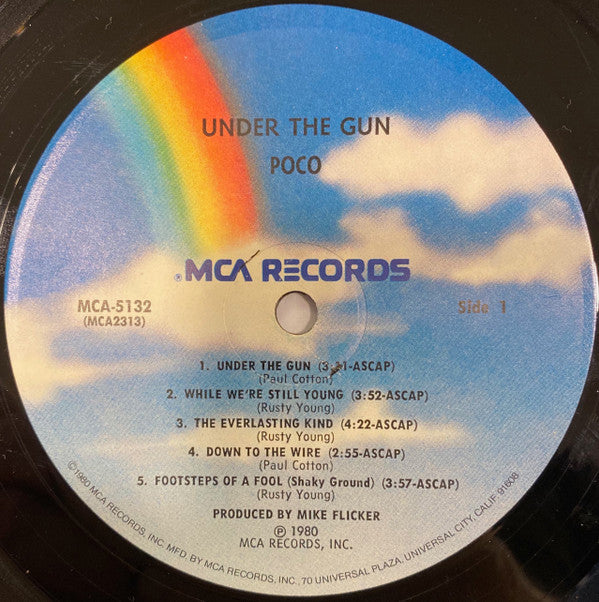 UNDER THE GUN
POCO
® MCA RECORDS
MCA-5132
(MCA2313)
Side 1
1. UNDER THE GUN (3:11-ASCAP)
(Paul Cotton)
2. WHILE WE'RE STILL YOUNG (3:52-ASCAP)
(Rusty Young)
3. THE EVERLASTING KIND (4:22-ASCAP)
(Rusty Young)
4. DOWN TO THE WIRE (2:55-ASCAP)
(Paul Cotton)
5. FOOTSTEPS OF A FOOL (Shaky Ground) (3:57-ASCAP)
(Rusty Young)
PRODUCED BY MIKE FLICKER
℗ 1980
MCA RECORDS, INC.
©1980 MCA RECORDS, INC. MFD. BY MCA RECORDS, INC., 70 UNIVERSAL PLAZA, UNIVERSAL CITY, CALIF. 91608